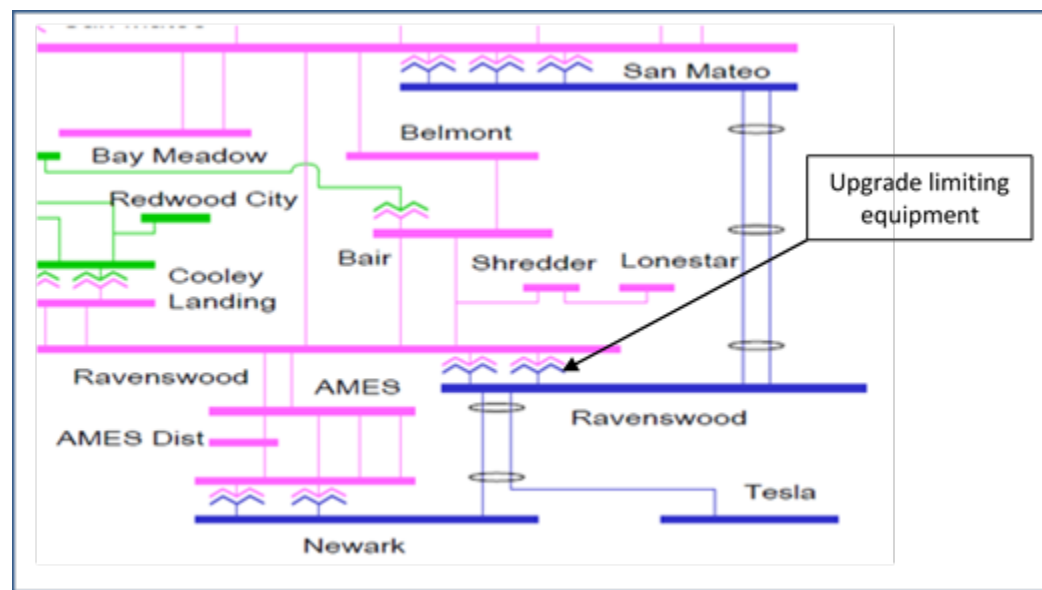 San Mateo
Belmont
Bay Meadow
Upgrade limiting
equipment
Redwood City
Bair
Shredder
Lonestar
Cooley
Landing
Ravenswood
AMES
Ravenswood
AMES Dist
Tesla
Newark